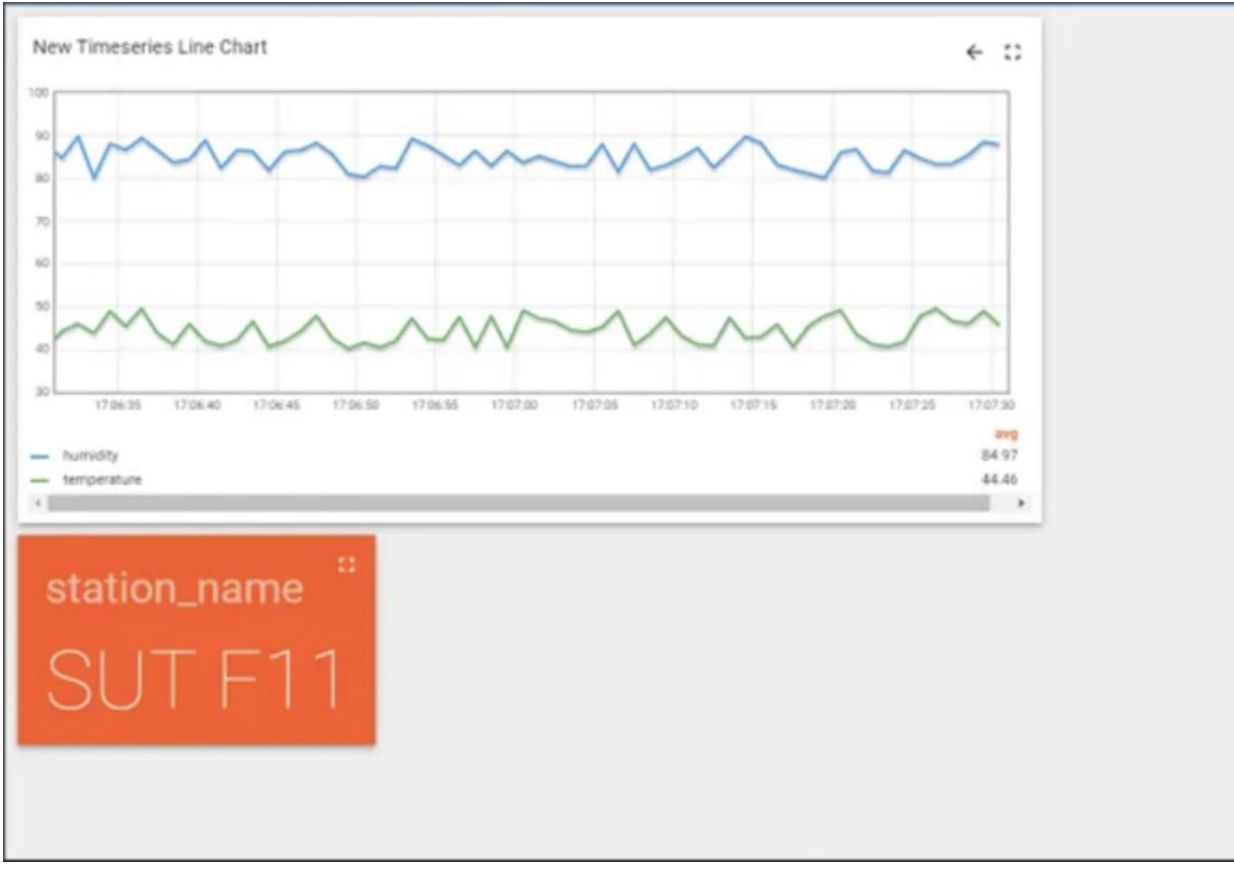 New Timeseries Line Chart
100
90
80
70
60
50
40
30
17:06:35 17:06:40 17:06:45 17:06:50 17:06:55 17:07:00 17:07:05 17:07:10 17:07:15 17:07:20 17:07:25 17:07:30
avg
humidity 84.97
temperature 44.46
station_name
SUT F11